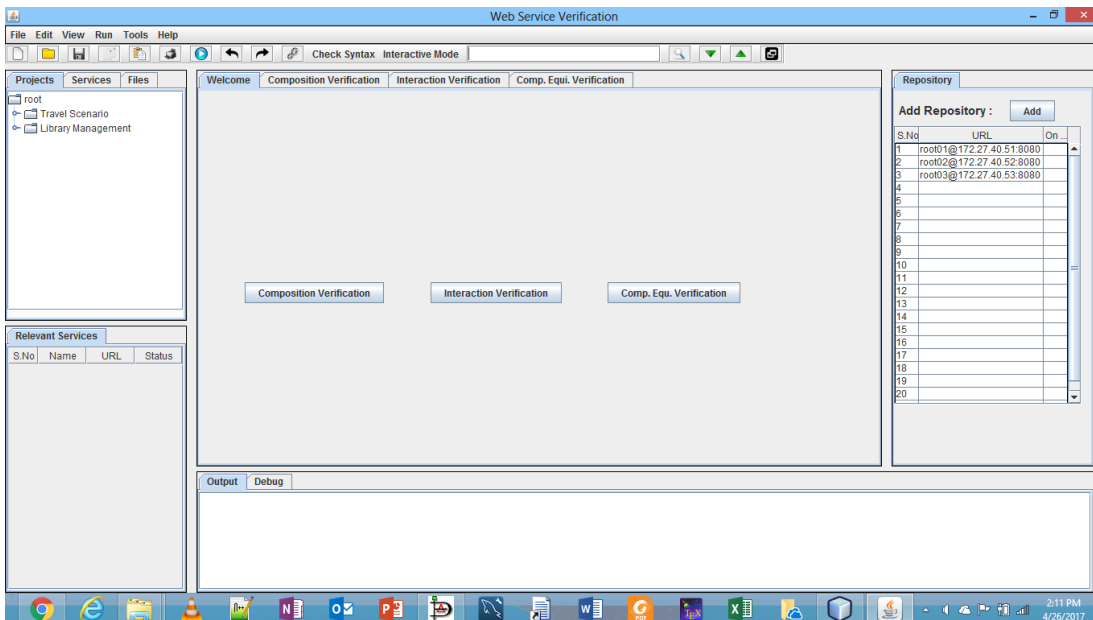 Web Service Verification
File Edit View Run Tools Help
Check Syntax Interactive Mode
Projects Services Files
root
Travel Scenario
Library Management
Relevant Services
S.No Name URL Status
Welcome Composition Verification Interaction Verification Comp. Equi. Verification
Composition Verification Interaction Verification Comp. Equ. Verification
Output Debug
Repository
Add Repository : Add
S.No URL On ...
1 root01@172.27.40.51:8080
2 root02@172.27.40.52:8080
3 root03@172.27.40.53:8080
4
5
6
7
8
9
10
11
12
13
14
15
16
17
18
19
20
2:11 PM
4/26/2017